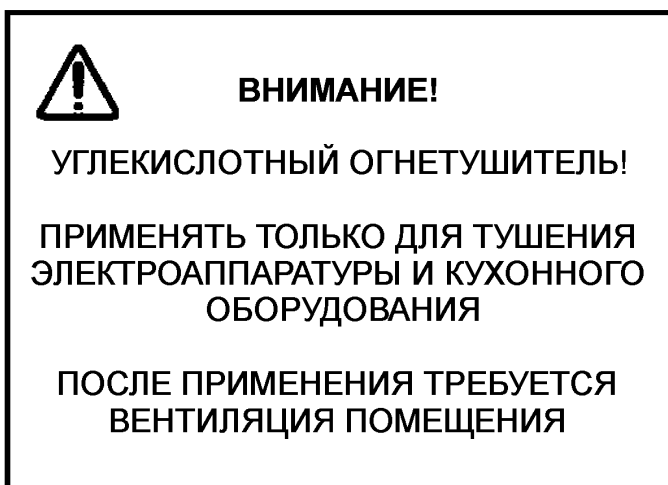 ВНИМАНИЕ!
УГЛЕКИСЛОТНЫЙ ОГНЕТУШИТЕЛЬ!
ПРИМЕНЯТЬ ТОЛЬКО ДЛЯ ТУШЕНИЯ
ЭЛЕКТРОАППАРАТУРЫ И КУХОННОГО
ОБОРУДОВАНИЯ
ПОСЛЕ ПРИМЕНЕНИЯ ТРЕБУЕТСЯ
ВЕНТИЛЯЦИЯ ПОМЕЩЕНИЯ